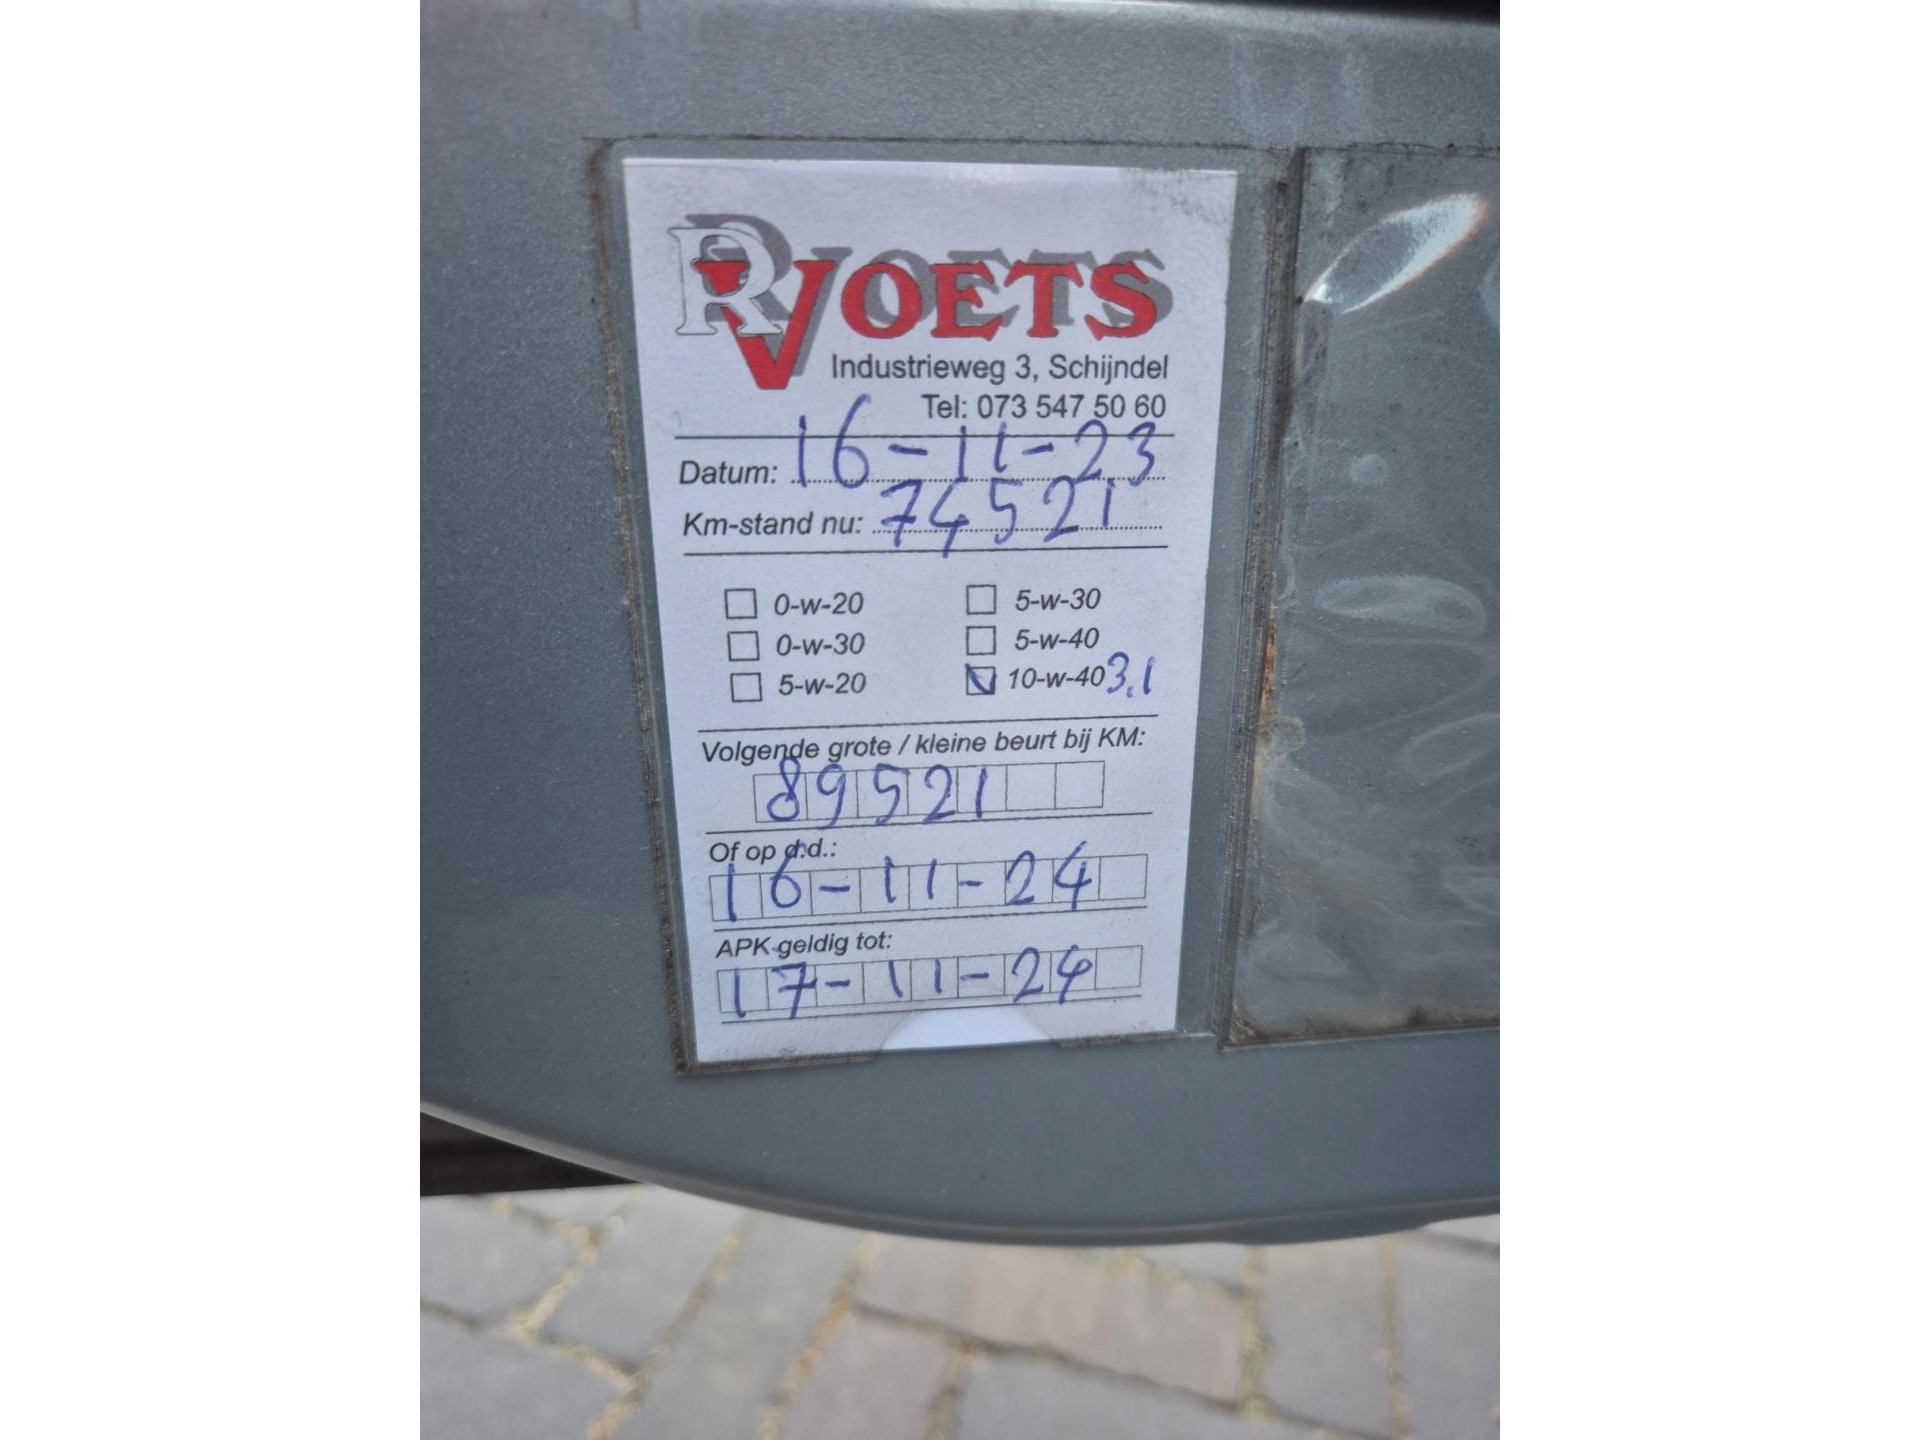 R VOETS
Industrieweg 3, Schijndel
Tel: 073 547 50 60
Datum: 16-11-23
Km-stand nu: 74521
0-w-20 5-w-30
0-w-30 5-w-40
5-w-20 10-w-40 3.1
Volgende grote / kleine beurt bij KM:
89521
Of op d.d.:
16-11-24
APK geldig tot:
17-11-24